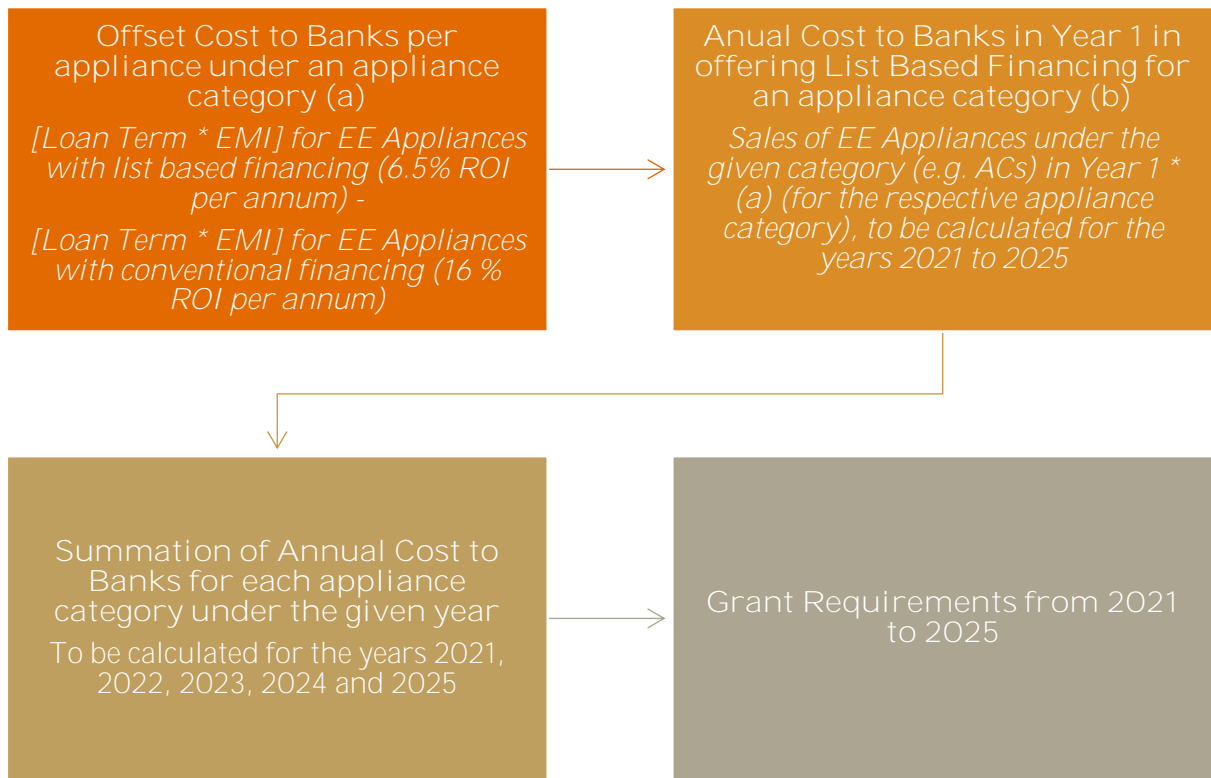 Offset Cost to Banks per
appliance under an appliance
category (a)
[Loan Term * EMI] for EE Appliances
with list based financing (6.5% ROI
per annum) -
[Loan Term * EMI] for EE Appliances
with conventional financing (16 %
ROI per annum)
Anual Cost to Banks in Year 1 in
offering List Based Financing for
an appliance category (b)
Sales of EE Appliances under the
given category (e.g. ACs) in Year 1 *
(a) (for the respective appliance
category), to be calculated for the
years 2021 to 2025
Summation of Annual Cost to
Banks for each appliance
category under the given year
To be calculated for the years 2021,
2022, 2023, 2024 and 2025
Grant Requirements from 2021
to 2025